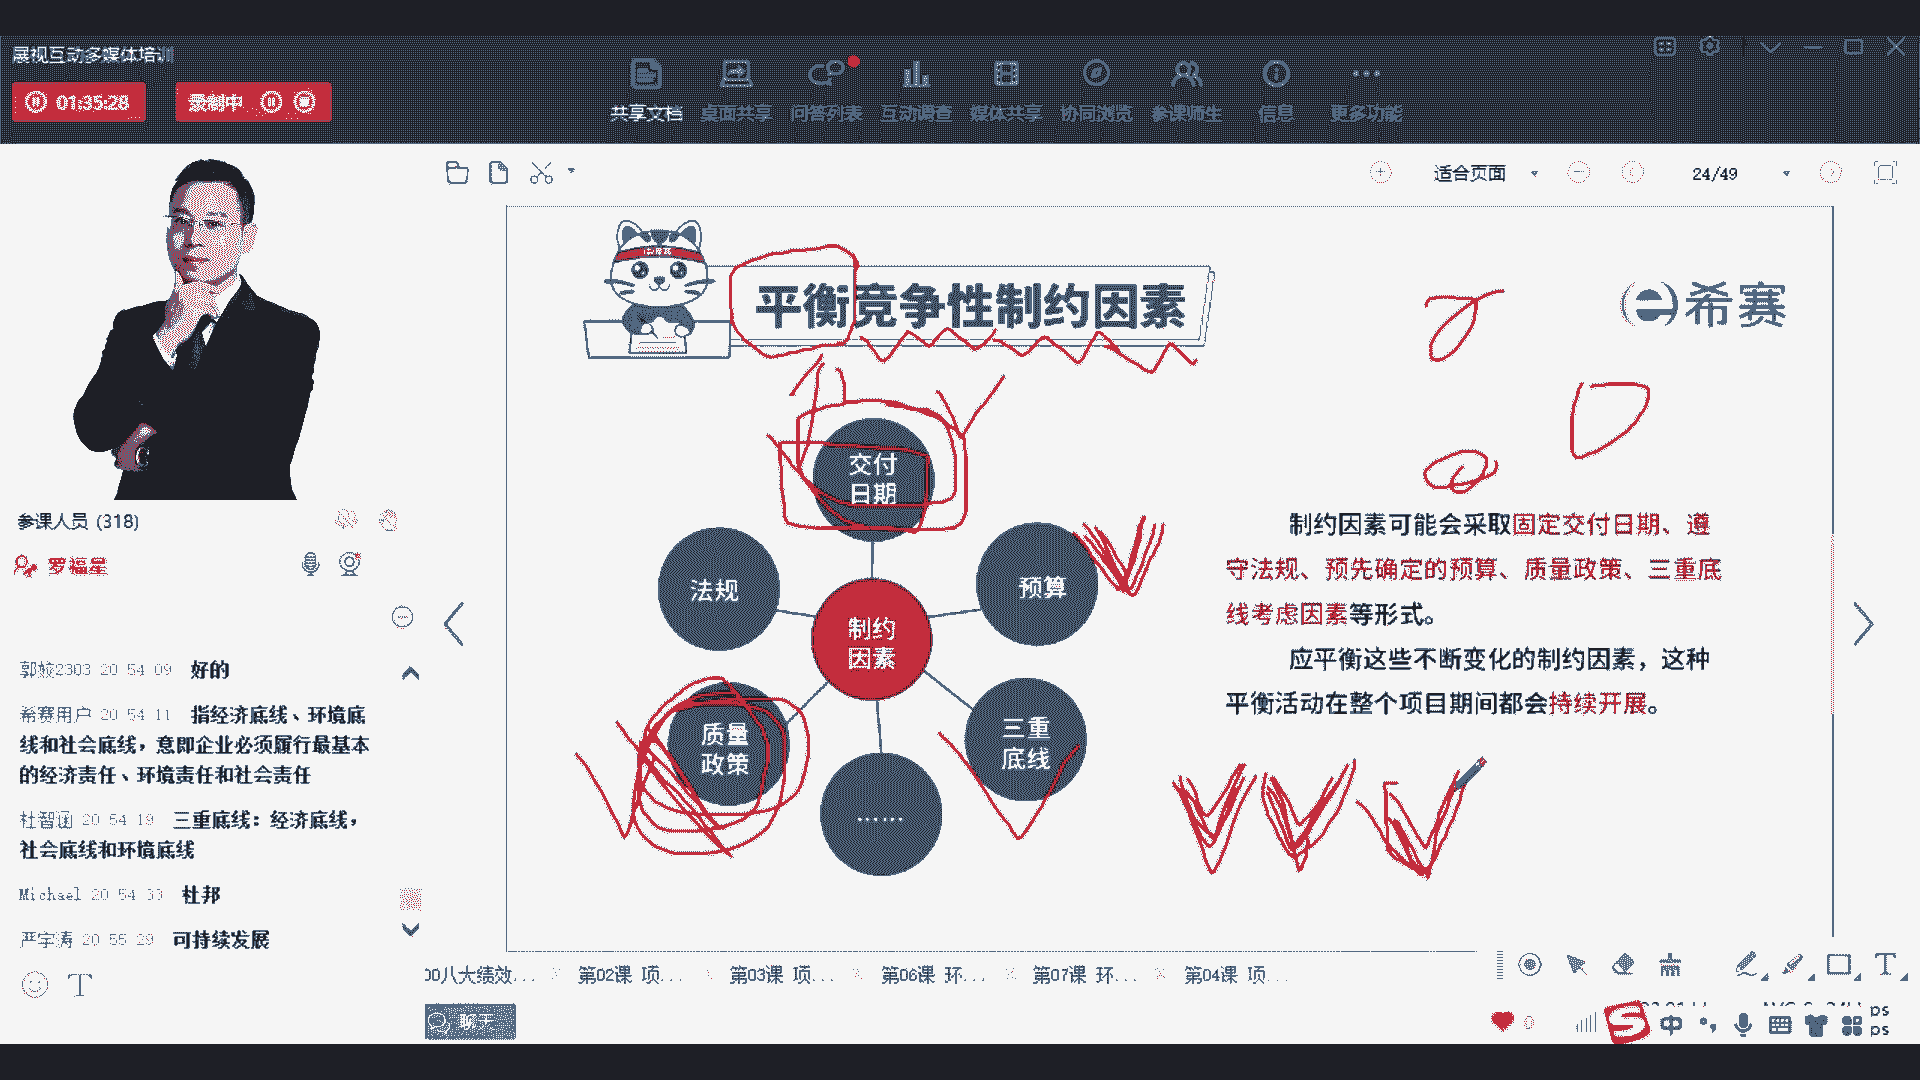 展视互动多媒体培训
01:35:28
录制中
共享文档 桌面共享 问答列表 互动调查 媒体共享 协同浏览 参课师生 信息 更多功能
适合页面
24/49
平衡竞争性制约因素
希赛
交付
日期
法规
预算
制约
因素
质量
政策
三重
底线
......
制约因素可能会采取固定交付日期、遵
守法规、预先确定的预算、质量政策、三重底
线考虑因素等形式。
应平衡这些不断变化的制约因素，这种
平衡活动在整个项目期间都会持续开展。
参课人员 (318)
罗福星
郭姣2303 20 54 09 好的
希赛用户 20 54 11 指经济底线、环境底
线和社会底线，意即企业必须履行最基本
的经济责任、环境责任和社会责任
杜智涵 20 54 19 三重底线：经济底线，
社会底线和环境底线
Michael 20 54 33 杜邦
严宇涛 20 55 29 可持续发展
00八大绩效... 第02课 项... 第03课 项... 第06课 环... 第07课 环... 第04课 项...
聊天
0
中
ps
ps